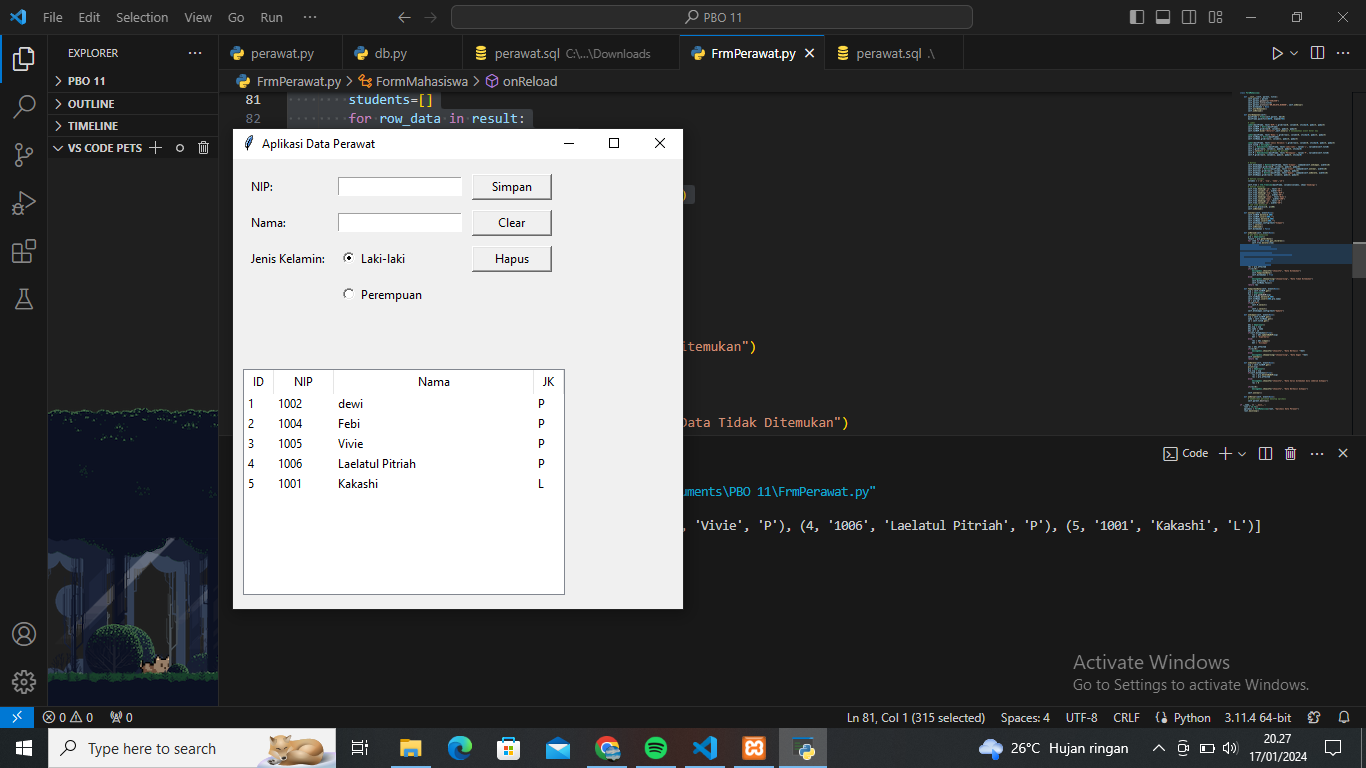 File Edit Selection View Go Run ···
PBO 11
EXPLORER ···
PBO 11
OUTLINE
TIMELINE
VS CODE PETS
perawat.py
db.py
perawat.sql C:\...\Downloads
FrmPerawat.py
perawat.sql .\
FrmPerawat.py > FormMahasiswa > onReload
81 students=[]
82 for row_data in result:
)
itemukan")
Data Tidak Ditemukan")
Aplikasi Data Perawat
NIP:
Simpan
Nama:
Clear
Jenis Kelamin:
Laki-laki
Hapus
Perempuan
ID NIP Nama JK
1 1002 dewi P
2 1004 Febi P
3 1005 Vivie P
4 1006 Laelatul Pitriah P
5 1001 Kakashi L
Code
uments\PBO 11\FrmPerawat.py"
, 'Vivie', 'P'), (4, '1006', 'Laelatul Pitriah', 'P'), (5, '1001', 'Kakashi', 'L')]
Activate Windows
Go to Settings to activate Windows.
0 0 0
Ln 81, Col 1 (315 selected) Spaces: 4 UTF-8 CRLF Python 3.11.4 64-bit
Type here to search
26°C Hujan ringan
20.27
17/01/2024